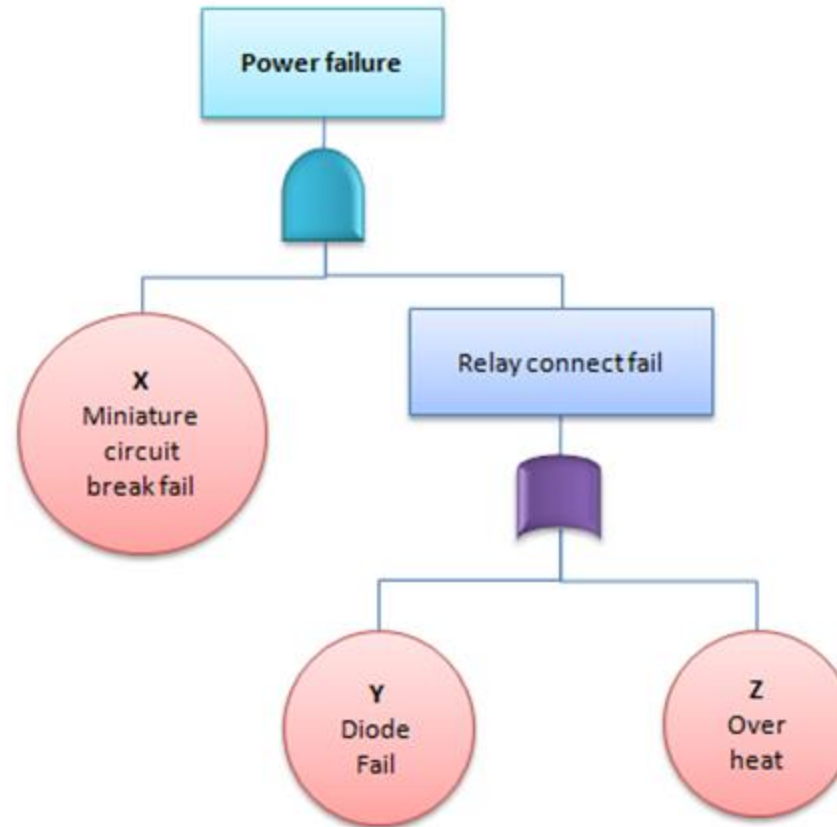 Power failure
X
Miniature
circuit
break fail
Relay connect fail
Y
Diode
Fail
Z
Over
heat